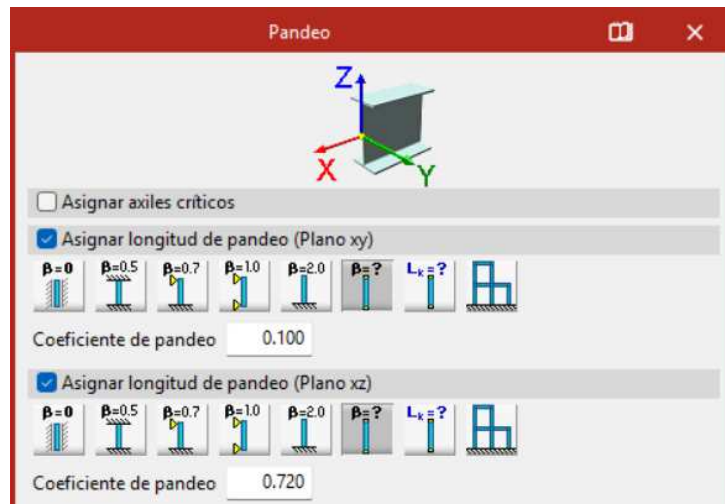 Pandeo
Z
X
Y
Asignar axiles críticos
Asignar longitud de pandeo (Plano xy)
β=0 β=0.5 β=0.7 β=1.0 β=2.0 β=? Lk=?
Coeficiente de pandeo 0.100
Asignar longitud de pandeo (Plano xz)
β=0 β=0.5 β=0.7 β=1.0 β=2.0 β=? Lk=?
Coeficiente de pandeo 0.720